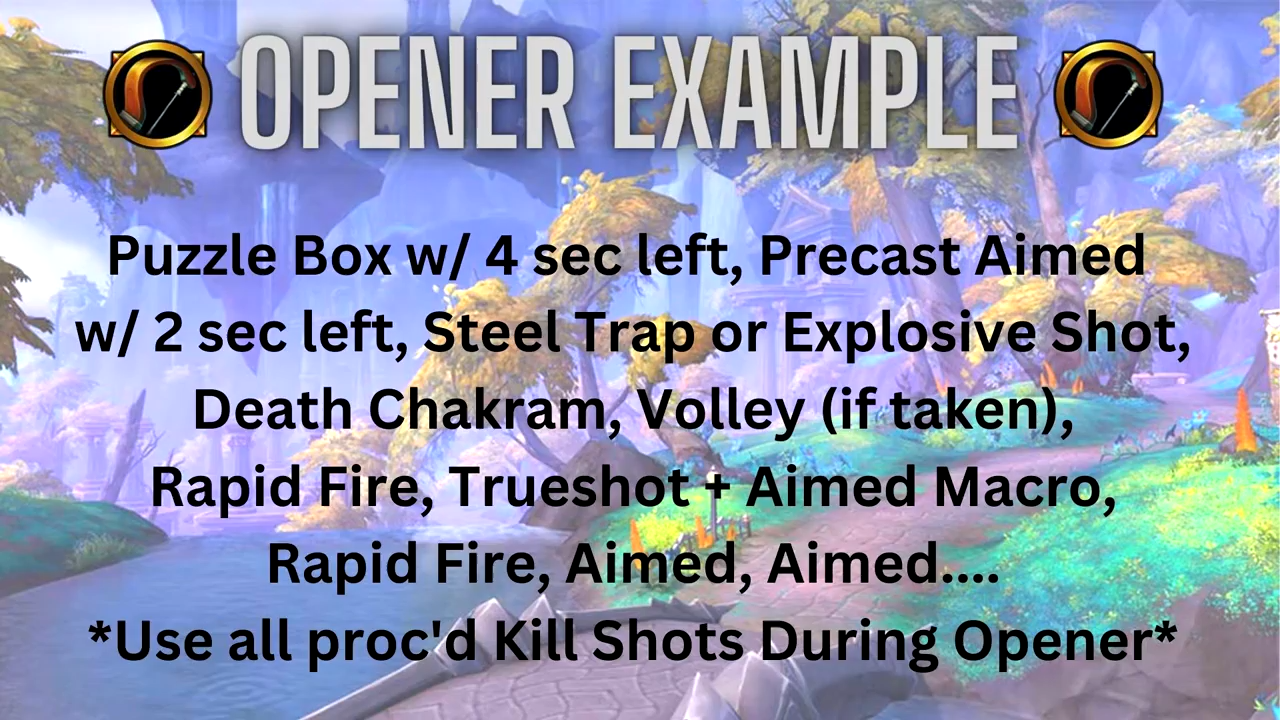 OPENER EXAMPLE
Puzzle Box w/ 4 sec left, Precast Aimed
w/ 2 sec left, Steel Trap or Explosive Shot,
Death Chakram, Volley (if taken),
Rapid Fire, Trueshot + Aimed Macro,
Rapid Fire, Aimed, Aimed....
*Use all proc'd Kill Shots During Opener*